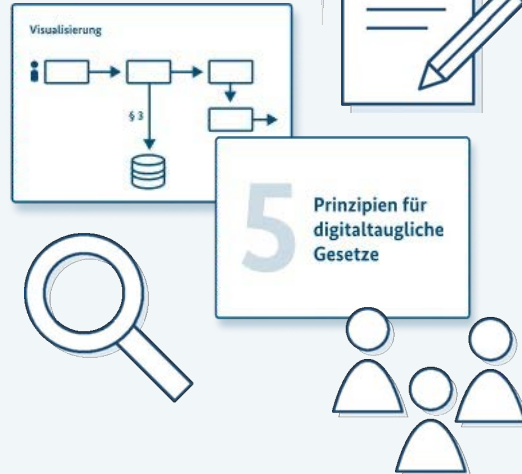 Visualisierung
§ 3
5
Prinzipien für
digitaltaugliche
Gesetze